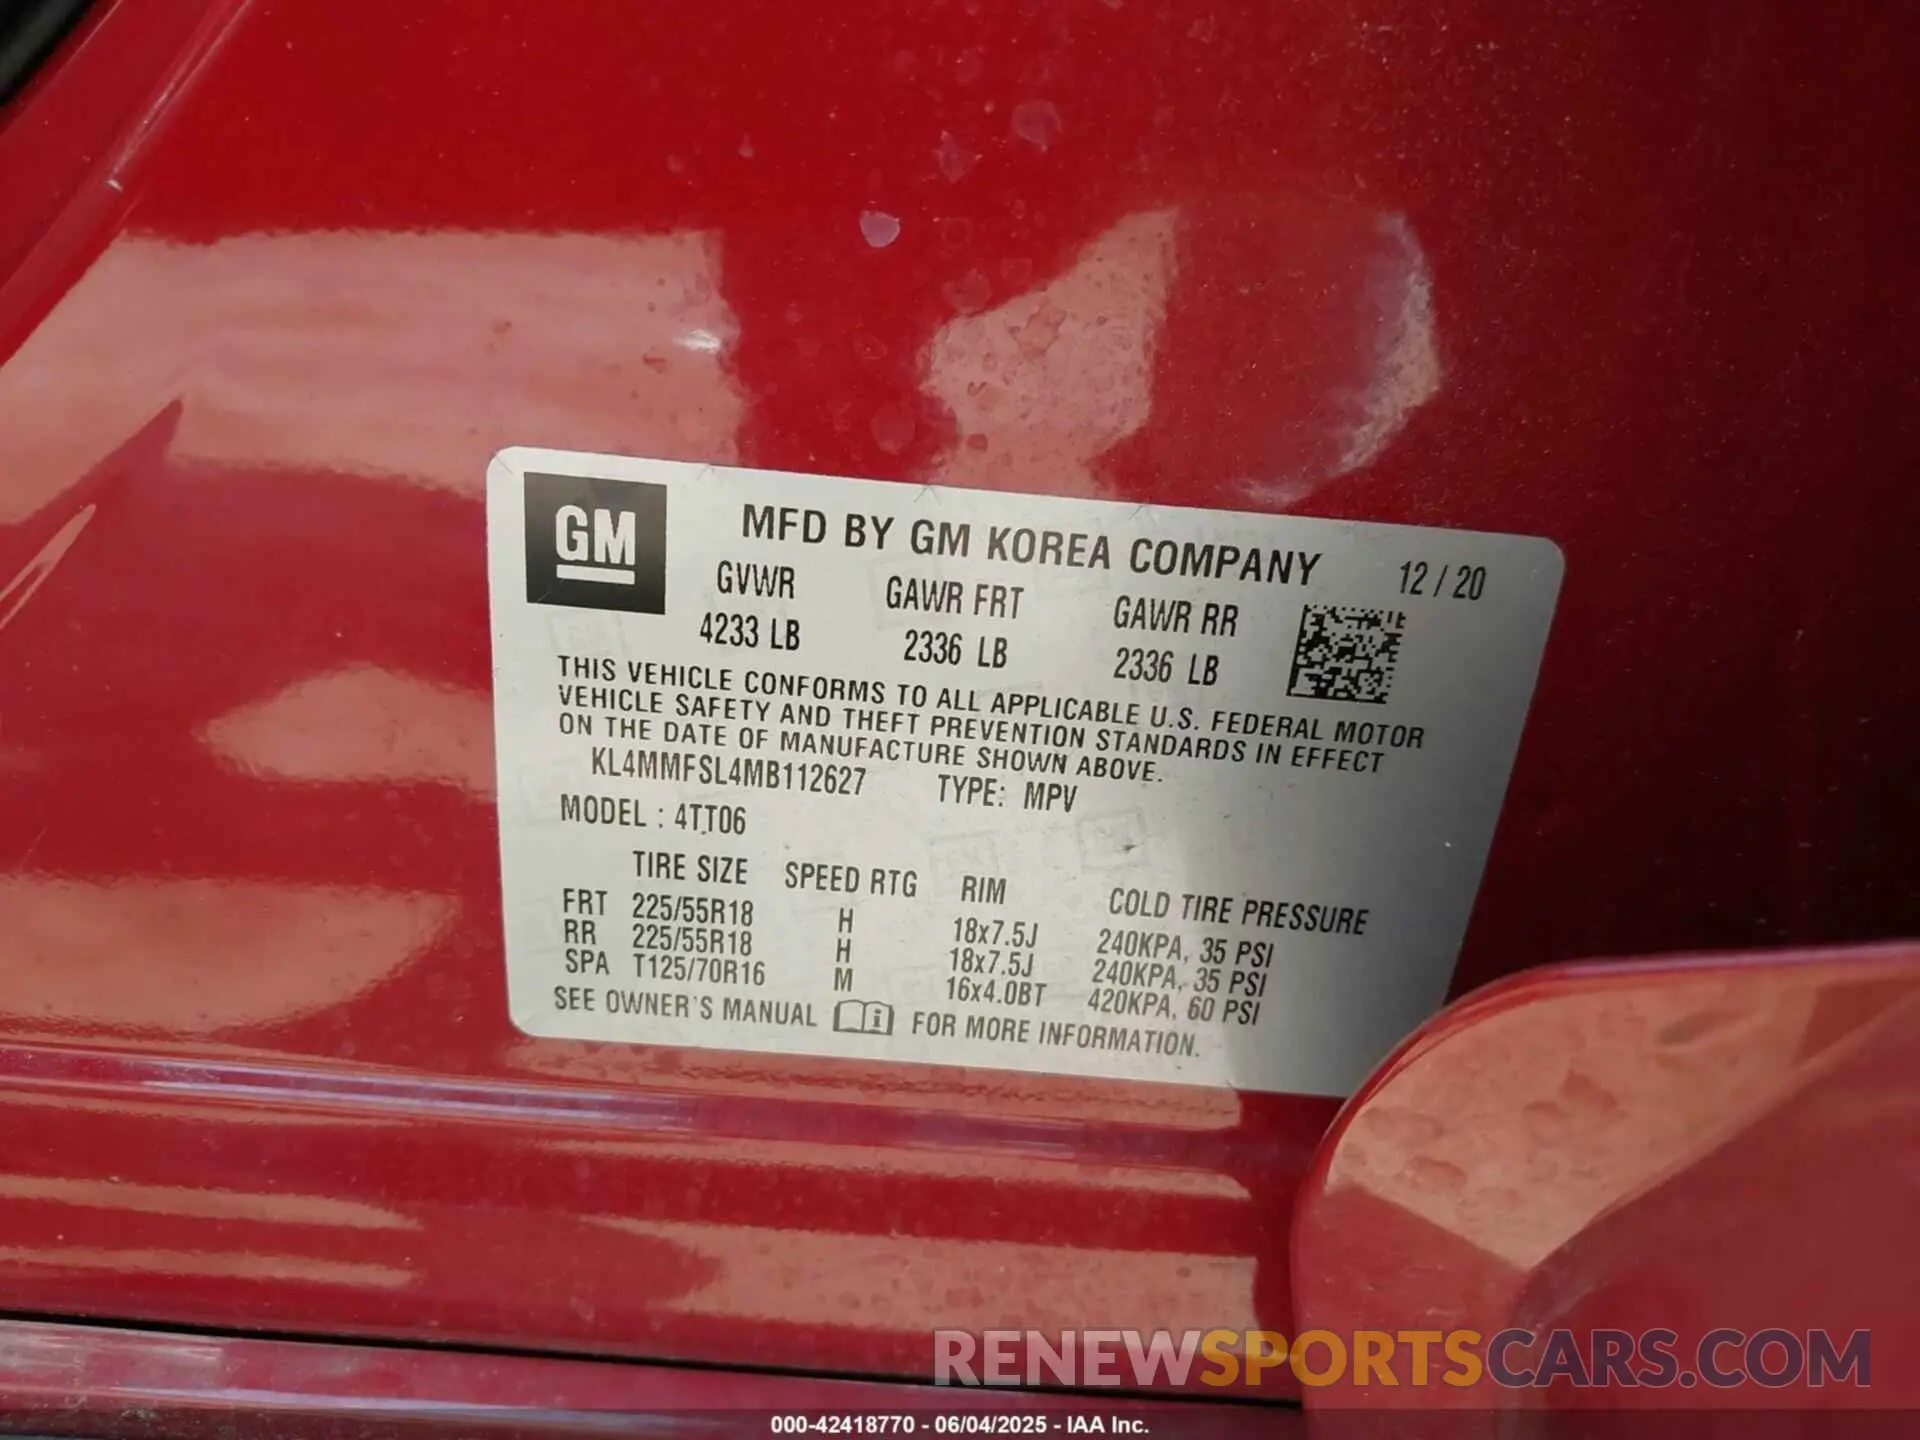 GM
MFD BY GM KOREA COMPANY 12 / 20
GVWR GAWR FRT GAWR RR
4233 LB 2336 LB 2336 LB
THIS VEHICLE CONFORMS TO ALL APPLICABLE U.S. FEDERAL MOTOR
VEHICLE SAFETY AND THEFT PREVENTION STANDARDS IN EFFECT
ON THE DATE OF MANUFACTURE SHOWN ABOVE.
KL4MMFSL4MB112627 TYPE: MPV
MODEL : 4TT06
TIRE SIZE SPEED RTG RIM COLD TIRE PRESSURE
FRT 225/55R18 H 18x7.5J 240KPA, 35 PSI
RR 225/55R18 H 18x7.5J 240KPA, 35 PSI
SPA T125/70R16 M 16x4.0BT 420KPA, 60 PSI
SEE OWNER'S MANUAL i FOR MORE INFORMATION.
RENEWSPORTSCARS.COM
000-42418770 - 06/04/2025 - IAA Inc.